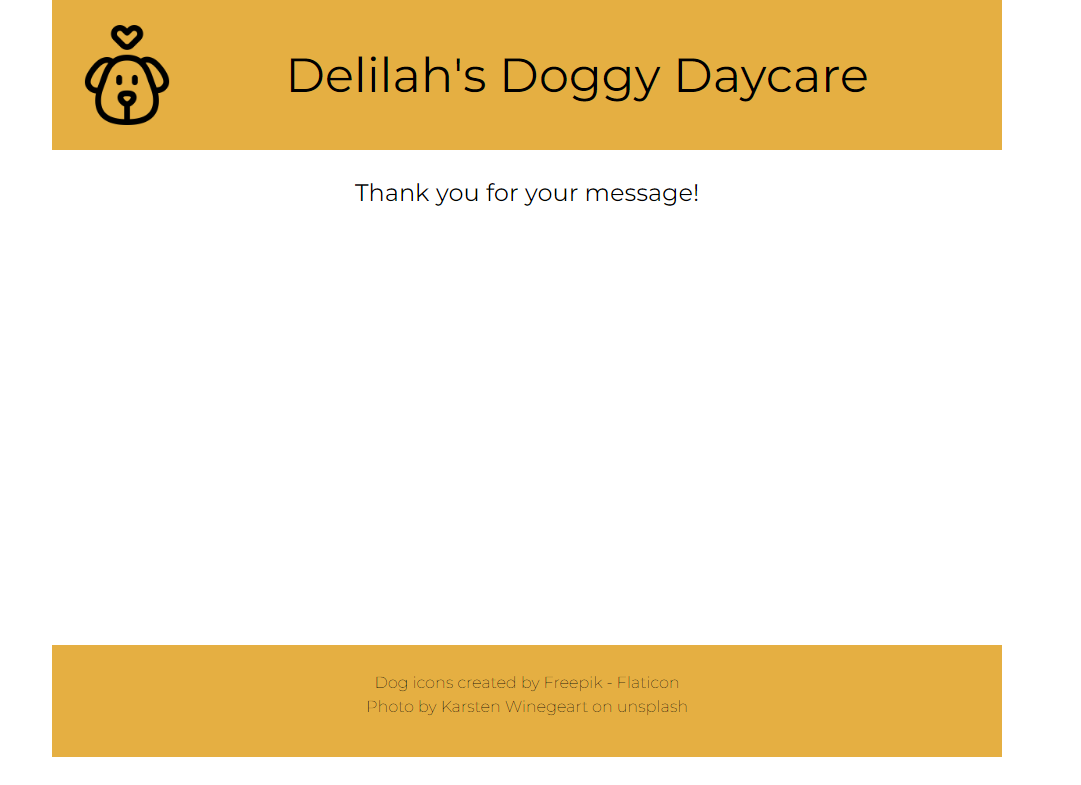 Delilah's Doggy Daycare
Thank you for your message!
Dog icons created by Freepik - Flaticon
Photo by Karsten Winegeart on unsplash